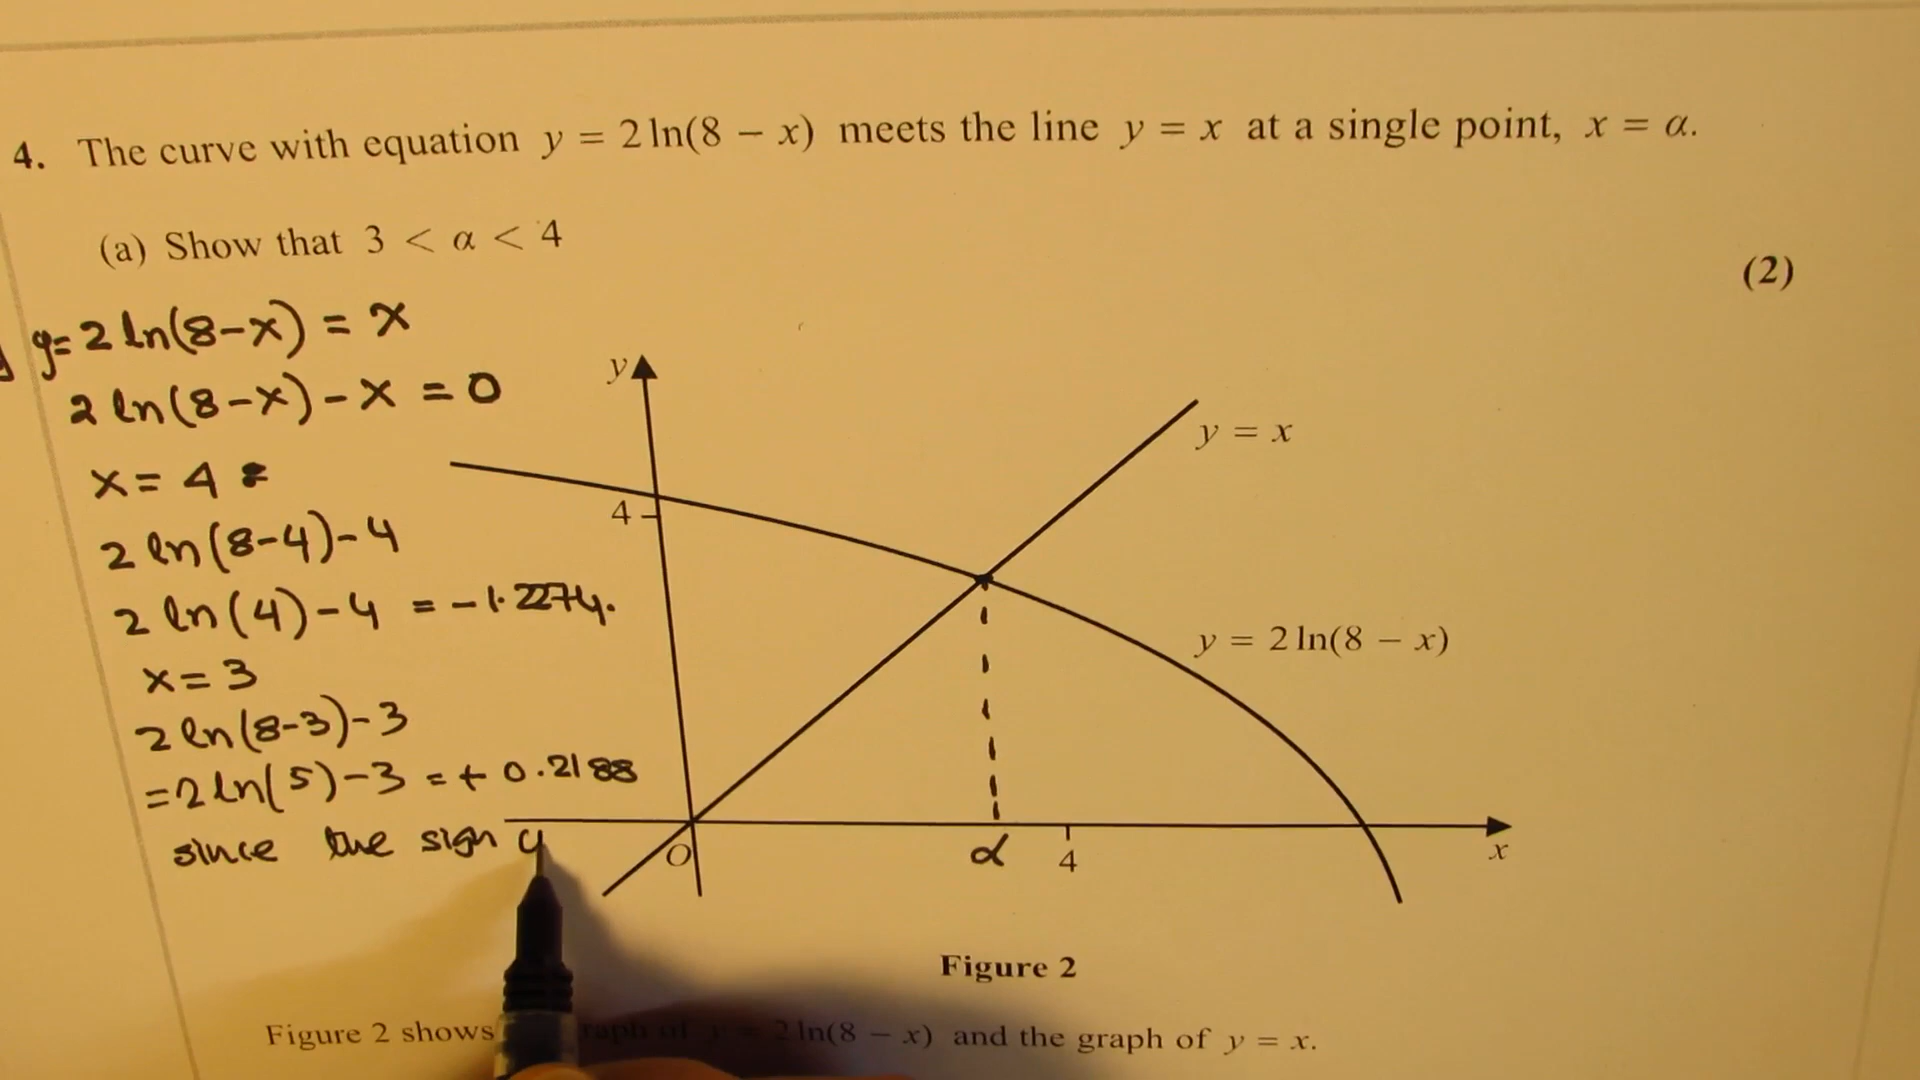 4. The curve with equation y = 2 ln(8 − x) meets the line y = x at a single point, x = α.
(a) Show that 3 < α < 4
(2)
y= 2 ln(8-x) = x
2 ln(8-x) - x = 0
x = 4
2 ln(8-4)-4
2 ln(4)-4 = -1.2274.
x = 3
2 ln(8-3)-3
=2 ln(5)-3 = + 0.2188
since the sign
y
4
y = x
y = 2 ln(8 − x)
O
α
4
x
Figure 2
Figure 2 shows graph of y = 2 ln(8 − x) and the graph of y = x.